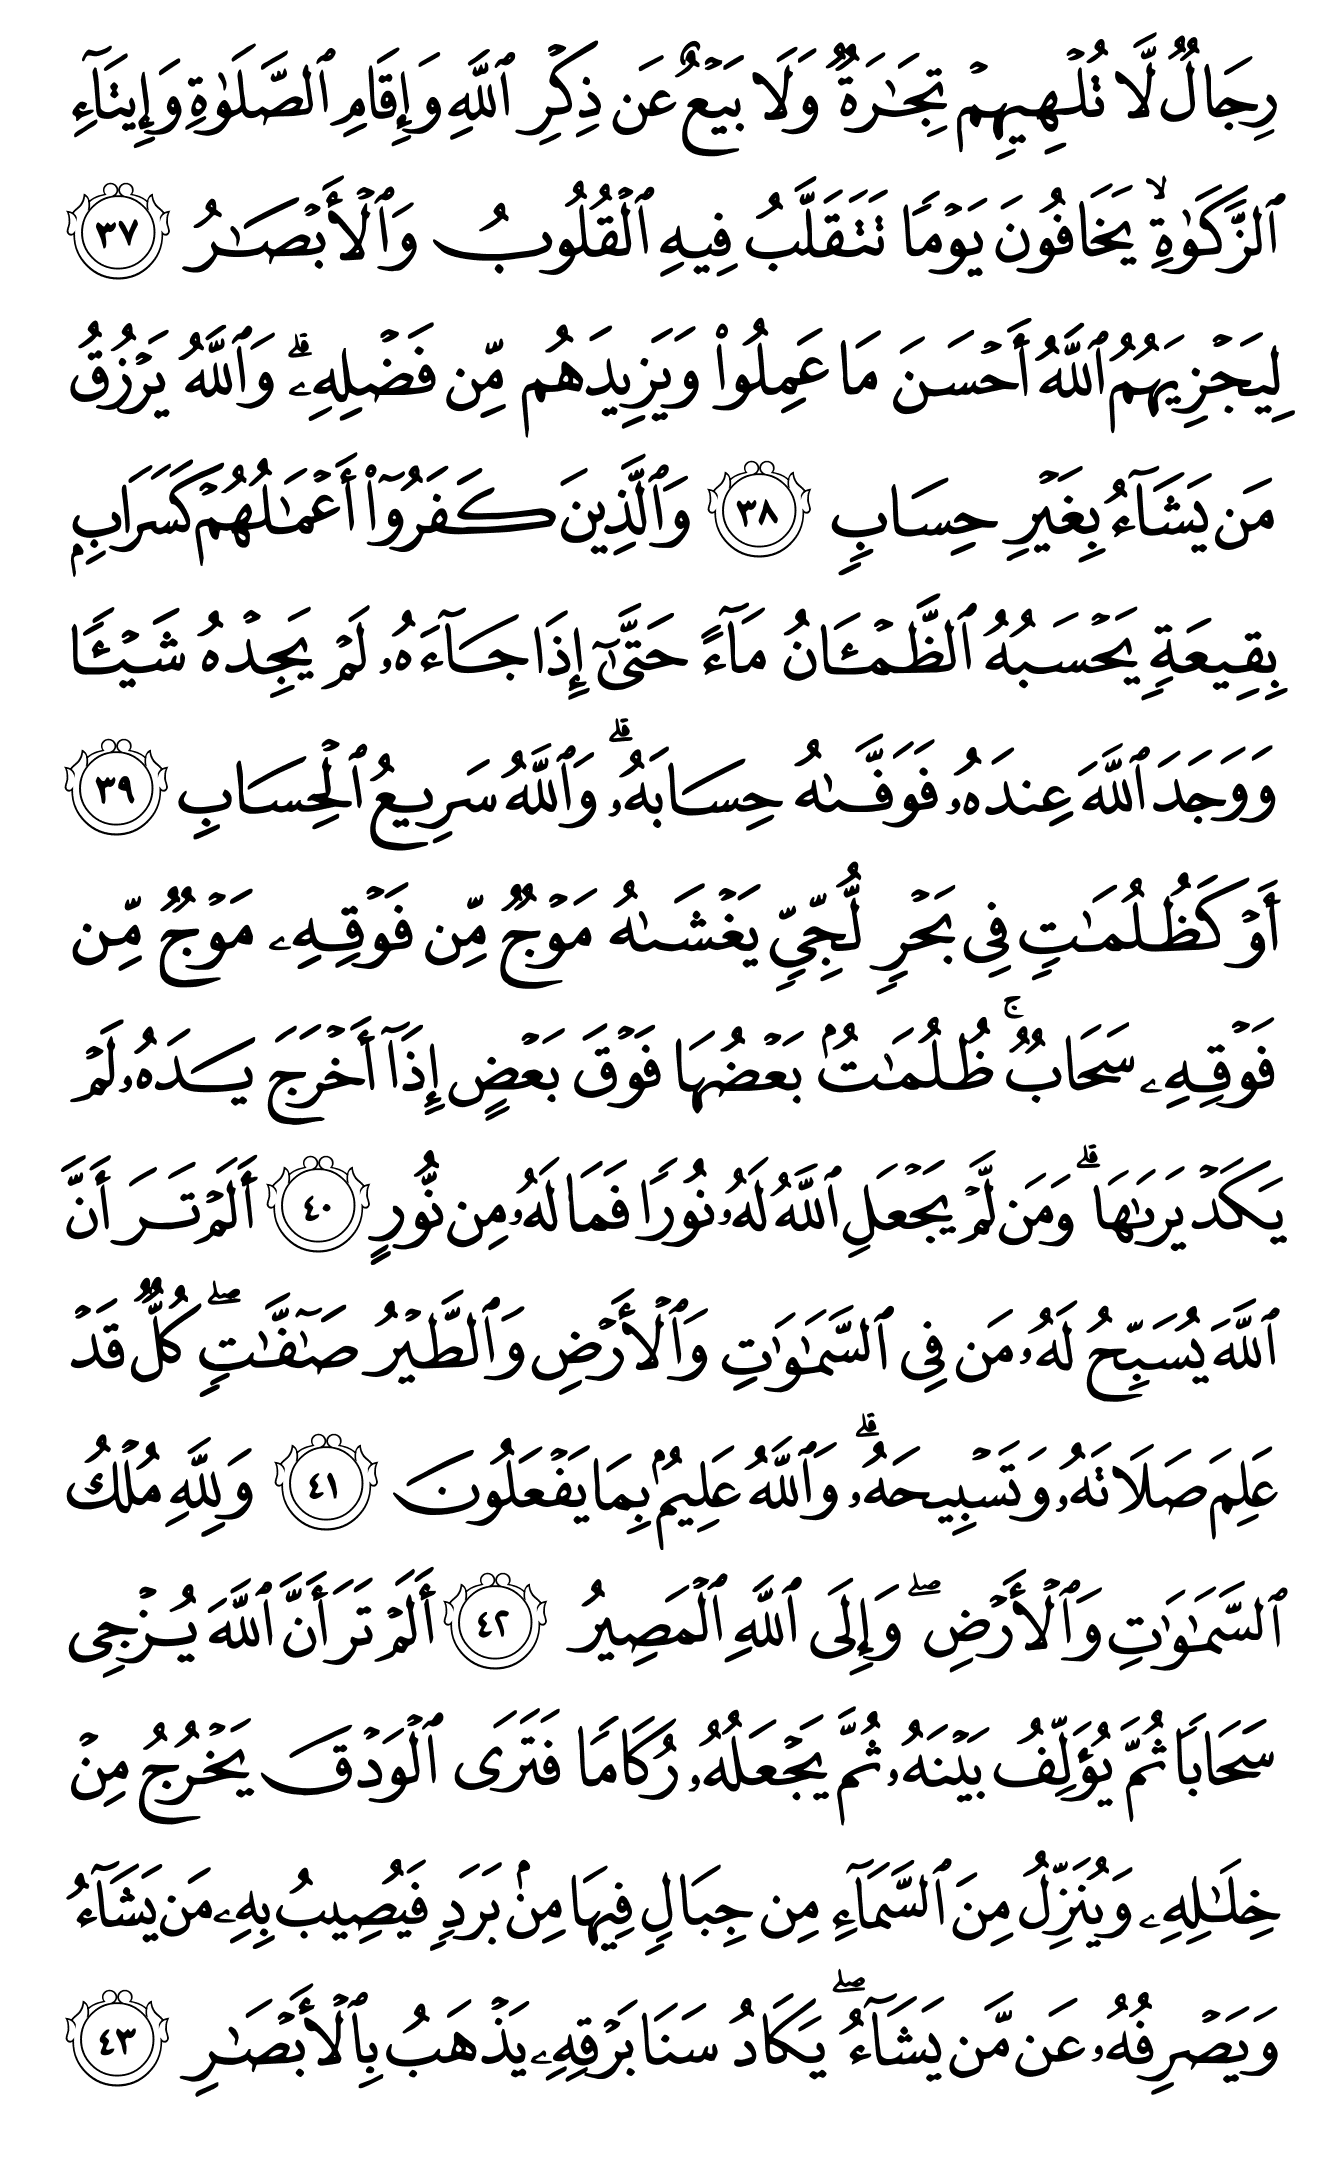 رِجَالٌ لَّا تُلْهِيهِمْ تِجَٰرَةٌ وَلَا بَيْعٌ عَن ذِكْرِ ٱللَّهِ وَإِقَامِ ٱلصَّلَوٰةِ وَإِيتَآءِ
ٱلزَّكَوٰةِ ۙ يَخَافُونَ يَوْمًا تَتَقَلَّبُ فِيهِ ٱلْقُلُوبُ وَٱلْأَبْصَٰرُ ٣٧
لِيَجْزِيَهُمُ ٱللَّهُ أَحْسَنَ مَا عَمِلُوا۟ وَيَزِيدَهُم مِّن فَضْلِهِۦ ۗ وَٱللَّهُ يَرْزُقُ
مَن يَشَآءُ بِغَيْرِ حِسَابٍ ٣٨ وَٱلَّذِينَ كَفَرُوٓا۟ أَعْمَٰلُهُمْ كَسَرَابٍۭ
بِقِيعَةٍ يَحْسَبُهُ ٱلظَّمْـَٔانُ مَآءً حَتَّىٰٓ إِذَا جَآءَهُۥ لَمْ يَجِدْهُ شَيْـًٔا
وَوَجَدَ ٱللَّهَ عِندَهُۥ فَوَفَّىٰهُ حِسَابَهُۥ ۗ وَٱللَّهُ سَرِيعُ ٱلْحِسَابِ ٣٩
أَوْ كَظُلُمَٰتٍ فِى بَحْرٍ لُّجِّىٍّ يَغْشَىٰهُ مَوْجٌ مِّن فَوْقِهِۦ مَوْجٌ مِّن
فَوْقِهِۦ سَحَابٌ ۚ ظُلُمَٰتٌۢ بَعْضُهَا فَوْقَ بَعْضٍ إِذَآ أَخْرَجَ يَدَهُۥ لَمْ
يَكَدْ يَرَىٰهَا ۗ وَمَن لَّمْ يَجْعَلِ ٱللَّهُ لَهُۥ نُورًا فَمَا لَهُۥ مِن نُّورٍ ٤٠ أَلَمْ تَرَ أَنَّ
ٱللَّهَ يُسَبِّحُ لَهُۥ مَن فِى ٱلسَّمَٰوَٰتِ وَٱلْأَرْضِ وَٱلطَّيْرُ صَٰٓفَّٰتٍ ۖ كُلٌّ قَدْ
عَلِمَ صَلَاتَهُۥ وَتَسْبِيحَهُۥ ۗ وَٱللَّهُ عَلِيمٌۢ بِمَا يَفْعَلُونَ ٤١ وَلِلَّهِ مُلْكُ
ٱلسَّمَٰوَٰتِ وَٱلْأَرْضِ ۖ وَإِلَى ٱللَّهِ ٱلْمَصِيرُ ٤٢ أَلَمْ تَرَ أَنَّ ٱللَّهَ يُزْجِى
سَحَابًا ثُمَّ يُؤَلِّفُ بَيْنَهُۥ ثُمَّ يَجْعَلُهُۥ رُكَامًا فَتَرَى ٱلْوَدْقَ يَخْرُجُ مِنْ
خِلَٰلِهِۦ وَيُنَزِّلُ مِنَ ٱلسَّمَآءِ مِن جِبَالٍ فِيهَا مِنۢ بَرَدٍ فَيُصِيبُ بِهِۦ مَن يَشَآءُ
وَيَصْرِفُهُۥ عَن مَّن يَشَآءُ ۖ يَكَادُ سَنَا بَرْقِهِۦ يَذْهَبُ بِٱلْأَبْصَٰرِ ٤٣